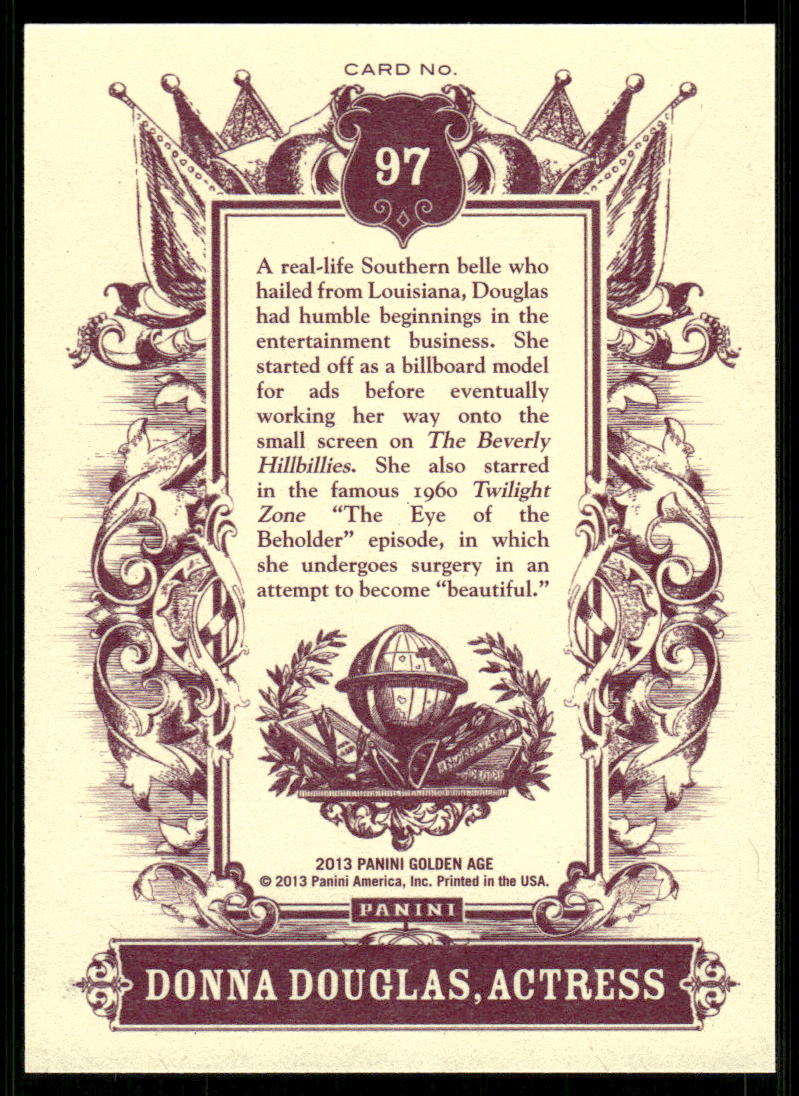 CARD No.
97
A real-life Southern belle who
hailed from Louisiana, Douglas
had humble beginnings in the
entertainment business. She
started off as a billboard model
for ads before eventually
working her way onto the
small screen on The Beverly
Hillbillies. She also starred
in the famous 1960 Twilight
Zone “The Eye of the
Beholder” episode, in which
she undergoes surgery in an
attempt to become “beautiful.”
2013 PANINI GOLDEN AGE
© 2013 Panini America, Inc. Printed in the USA.
PANINI
DONNA DOUGLAS, ACTRESS